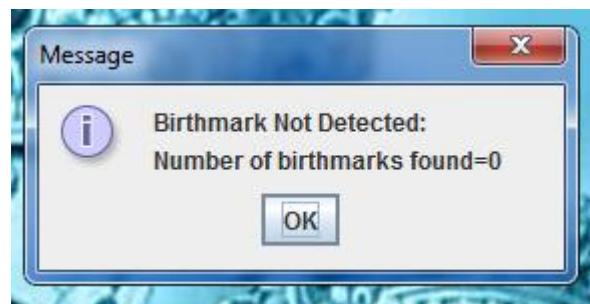 Message
Birthmark Not Detected:
Number of birthmarks found=0
OK